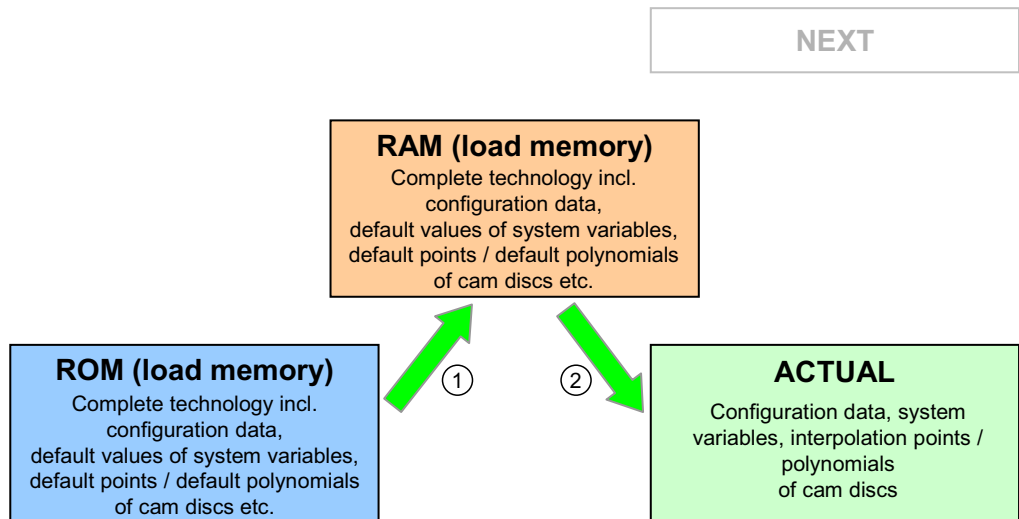 NEXT
RAM (load memory)
Complete technology incl.
configuration data,
default values of system variables,
default points / default polynomials
of cam discs etc.
ROM (load memory)
Complete technology incl.
configuration data,
default values of system variables,
default points / default polynomials
of cam discs etc.
1
2
ACTUAL
Configuration data, system
variables, interpolation points /
polynomials
of cam discs